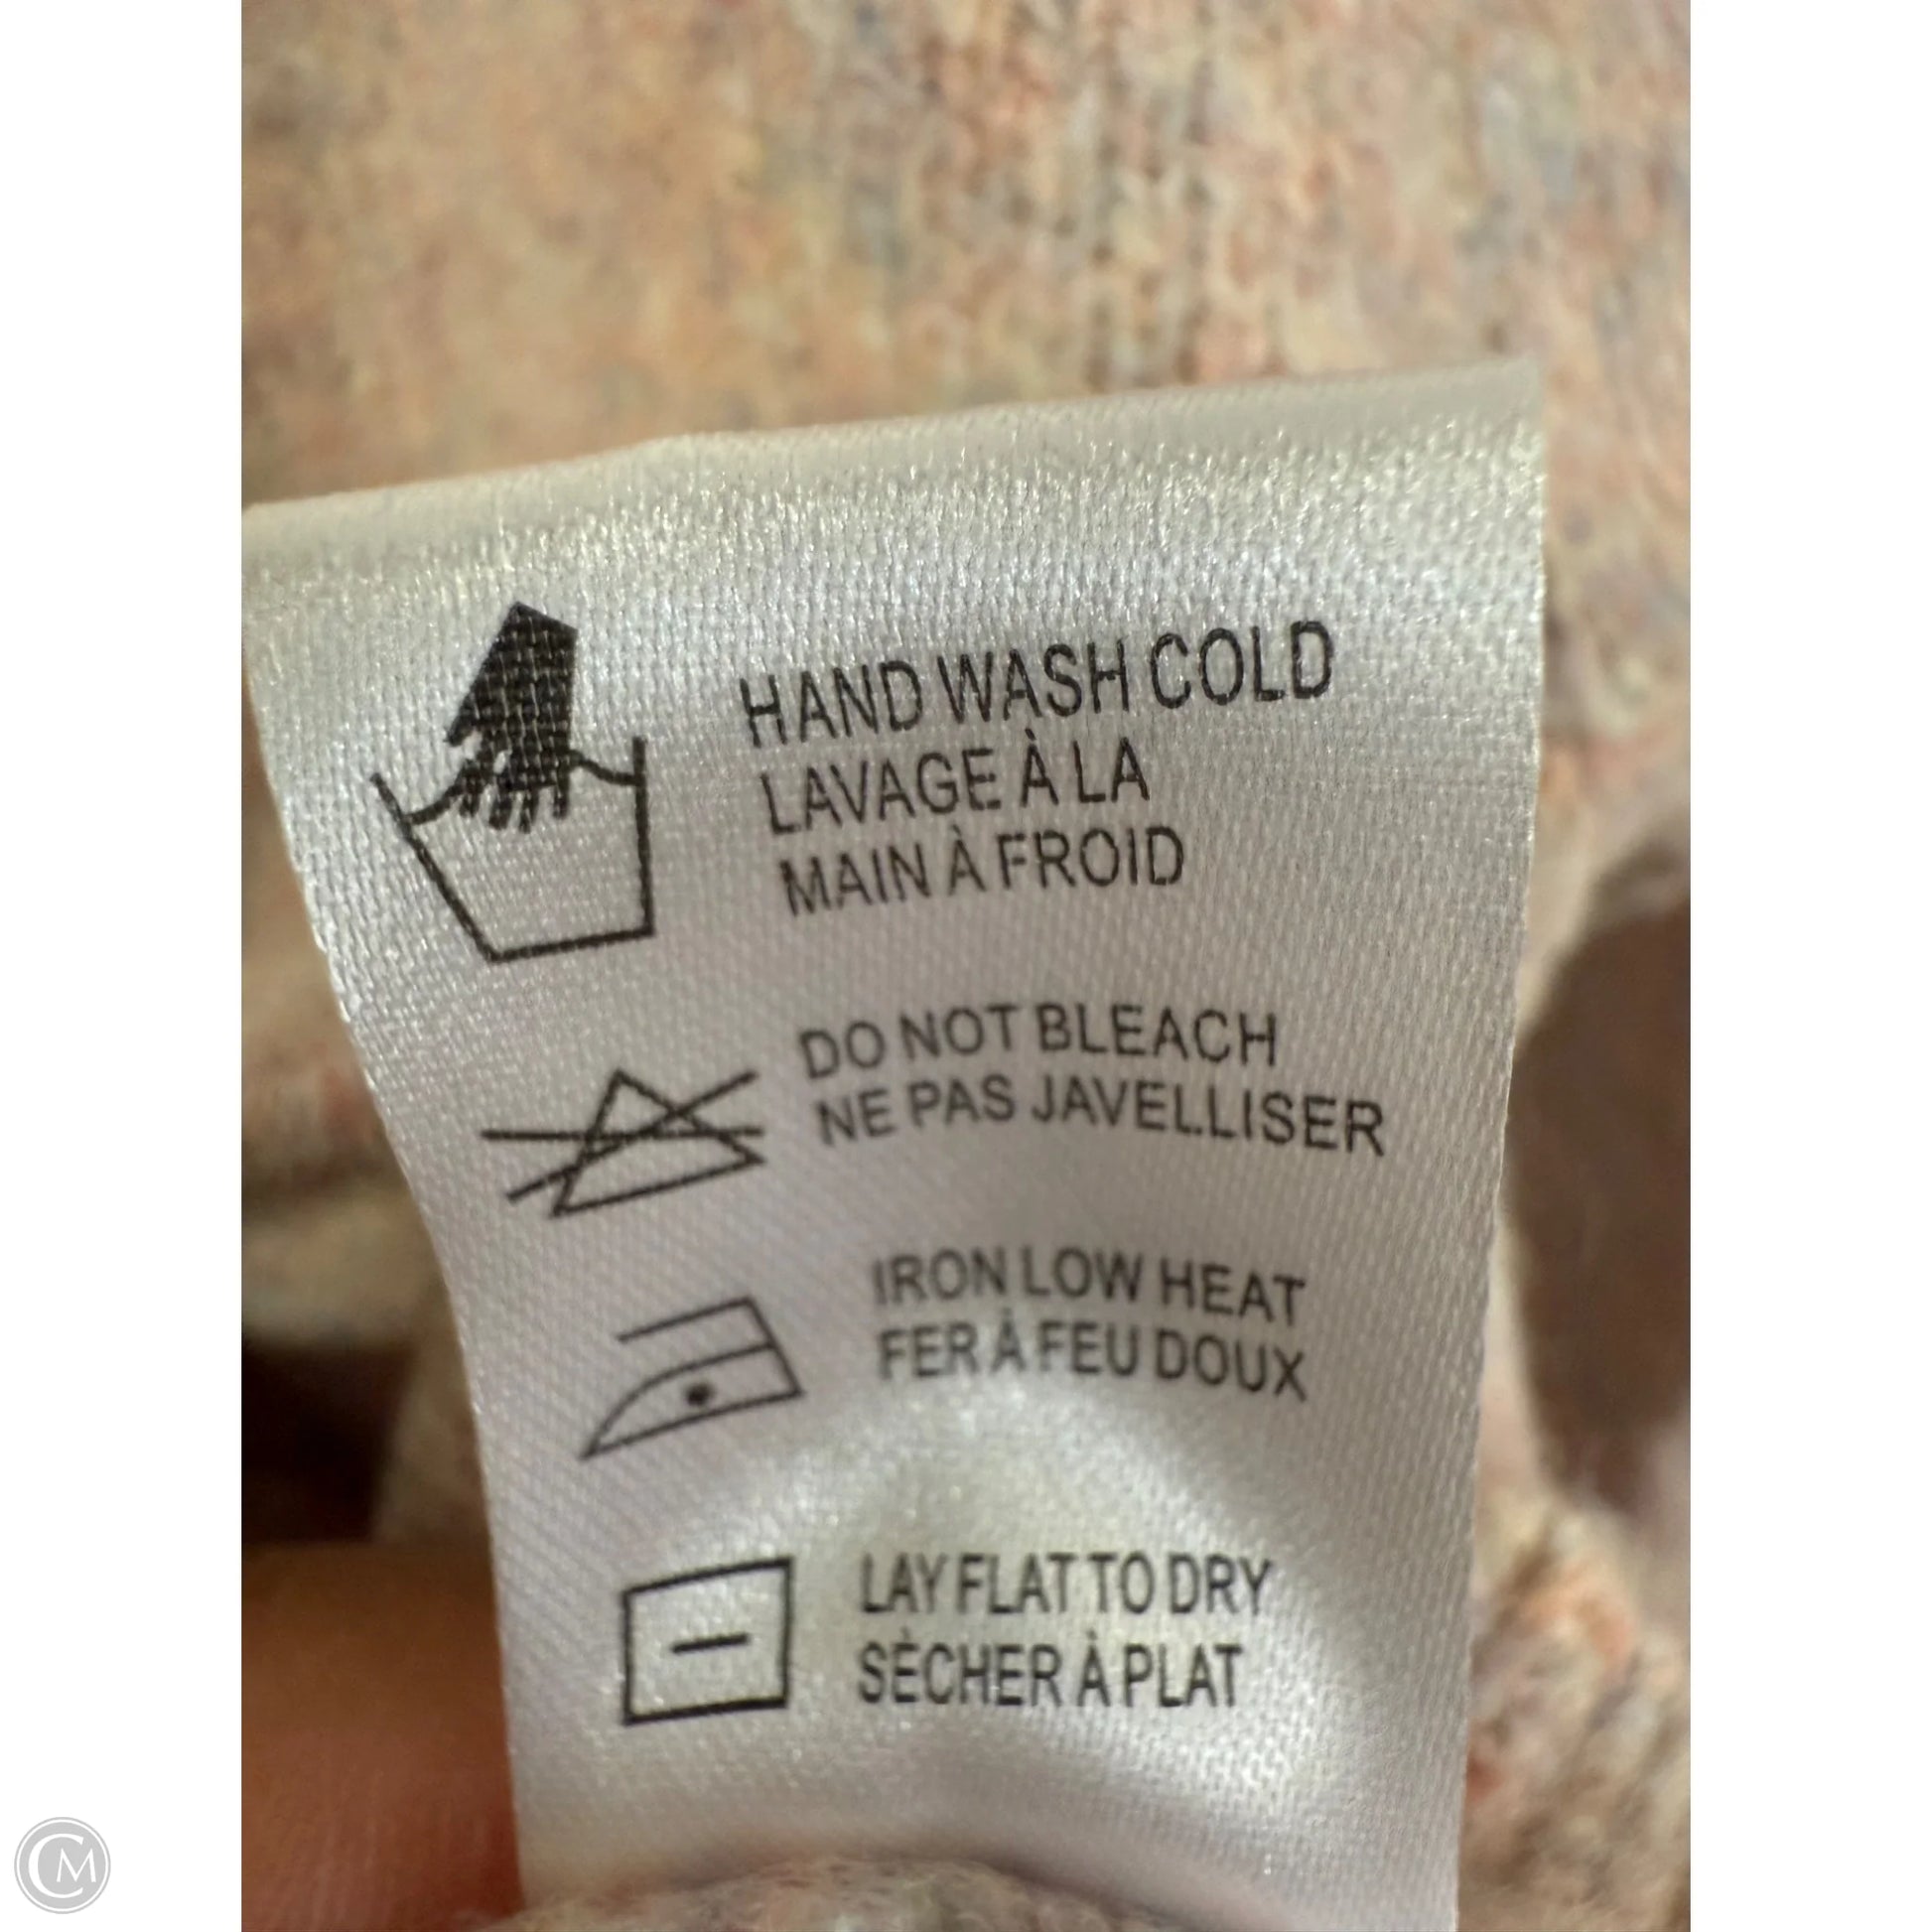 HAND WASH COLD
LAVAGE À LA
MAIN À FROID
DO NOT BLEACH
NE PAS JAVELLISER
IRON LOW HEAT
FER À FEU DOUX
LAY FLAT TO DRY
SÈCHER À PLAT
CM